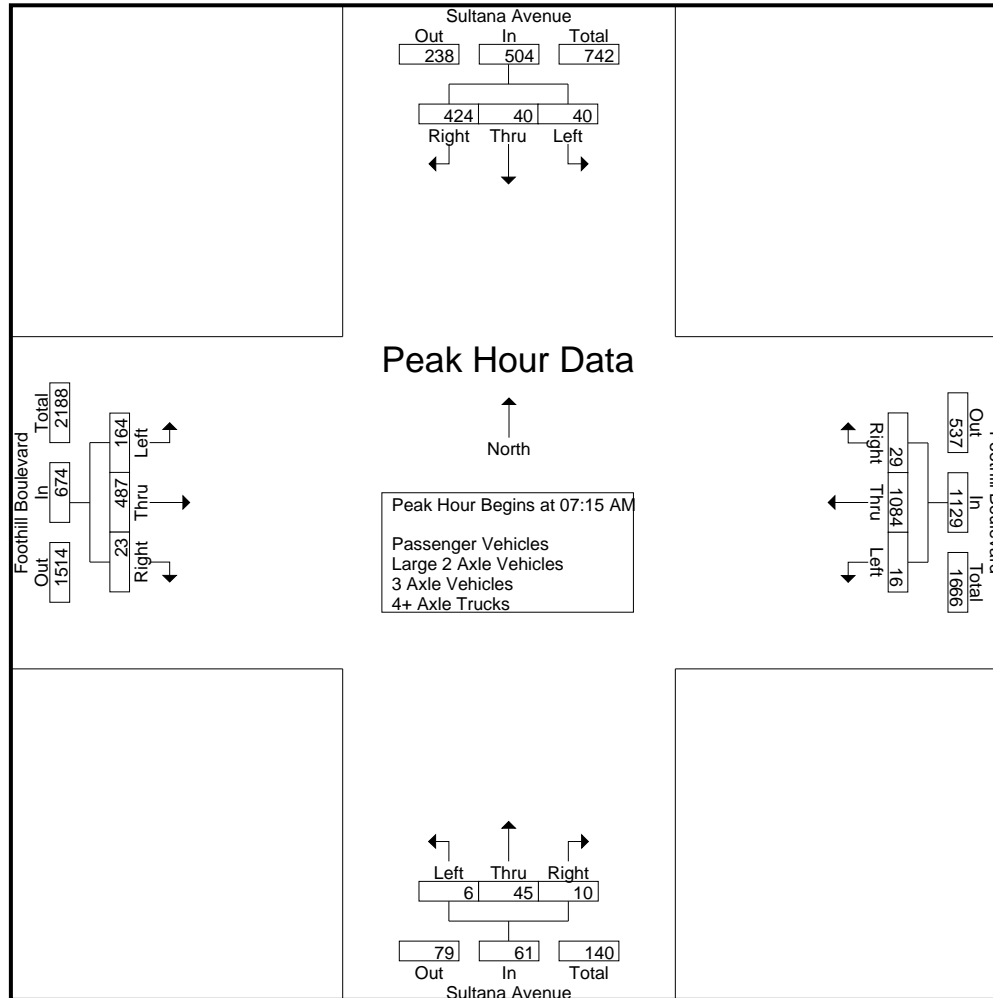 Sultana Avenue
Out In Total
238 504 742
424 40 40
Right Thru Left
Peak Hour Data
North
Peak Hour Begins at 07:15 AM
Passenger Vehicles
Large 2 Axle Vehicles
3 Axle Vehicles
4+ Axle Trucks
Foothill Boulevard
Out In Total
1514 674 2188
23 487 164
Right Thru Left
Out In Total
537 1129 1666
29 1084 16
Right Thru Left
Left Thru Right
6 45 10
79 61 140
Out In Total
Sultana Avenue